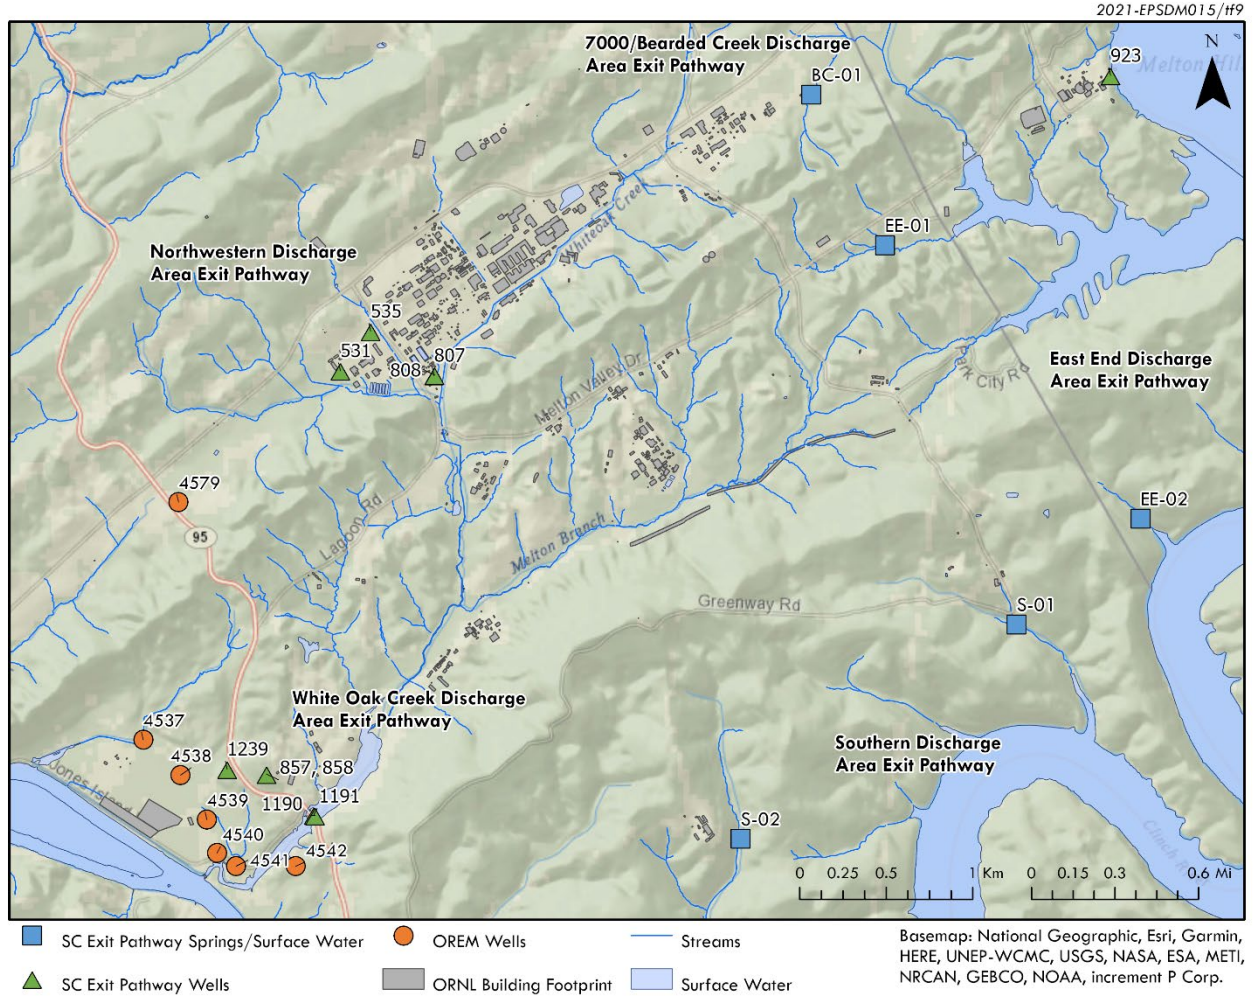 2021-EPSDM015/tf9
7000/Bearded Creek Discharge
Area Exit Pathway
BC-01
923
Melton Hill
N
Whiteoak Creek
EE-01
Northwestern Discharge
Area Exit Pathway
535
531
808
807
Melton Valley Dr
Park City Rd
East End Discharge
Area Exit Pathway
4579
95
Lagoon Rd
Melton Branch
EE-02
Greenway Rd
S-01
White Oak Creek Discharge
Area Exit Pathway
4537
4538
1239
857, 858
Southern Discharge
Area Exit Pathway
Jones Island
4539
1190
1191
4540
4541
4542
S-02
Clinch
0 0.25 0.5 1 Km
0 0.15 0.3 0.6 Mi
SC Exit Pathway Springs/Surface Water
OREM Wells
Streams
SC Exit Pathway Wells
ORNL Building Footprint
Surface Water
Basemap: National Geographic, Esri, Garmin,
HERE, UNEP-WCMC, USGS, NASA, ESA, METI,
NRCAN, GEBCO, NOAA, increment P Corp.